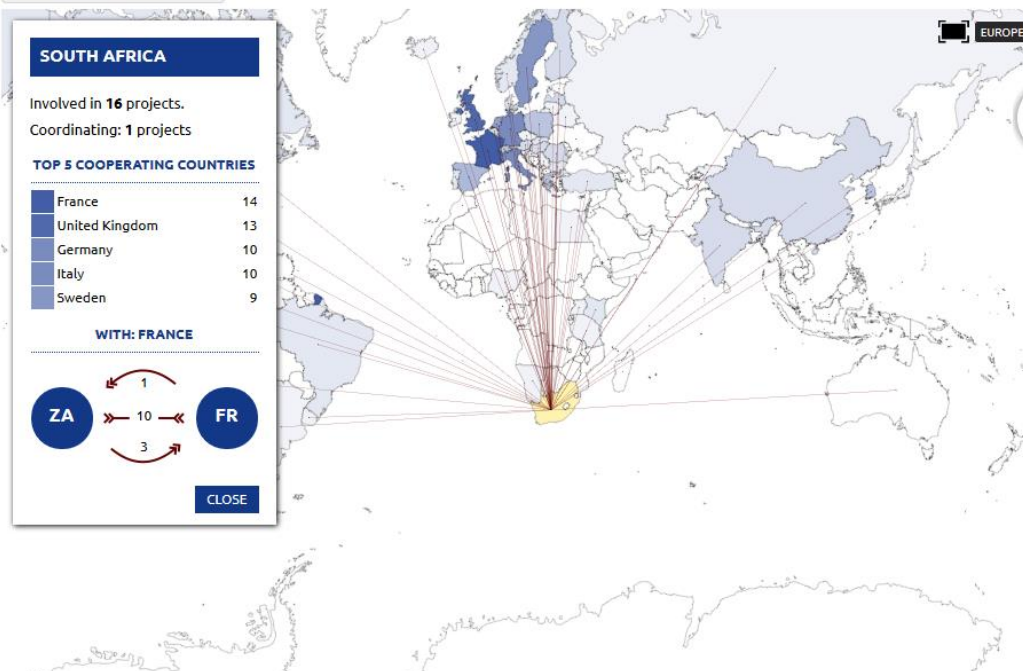 SOUTH AFRICA
Involved in 16 projects.
Coordinating: 1 projects
TOP 5 COOPERATING COUNTRIES
France 14
United Kingdom 13
Germany 10
Italy 10
Sweden 9
WITH: FRANCE
1
ZA 10 FR
3
CLOSE
EUROPE